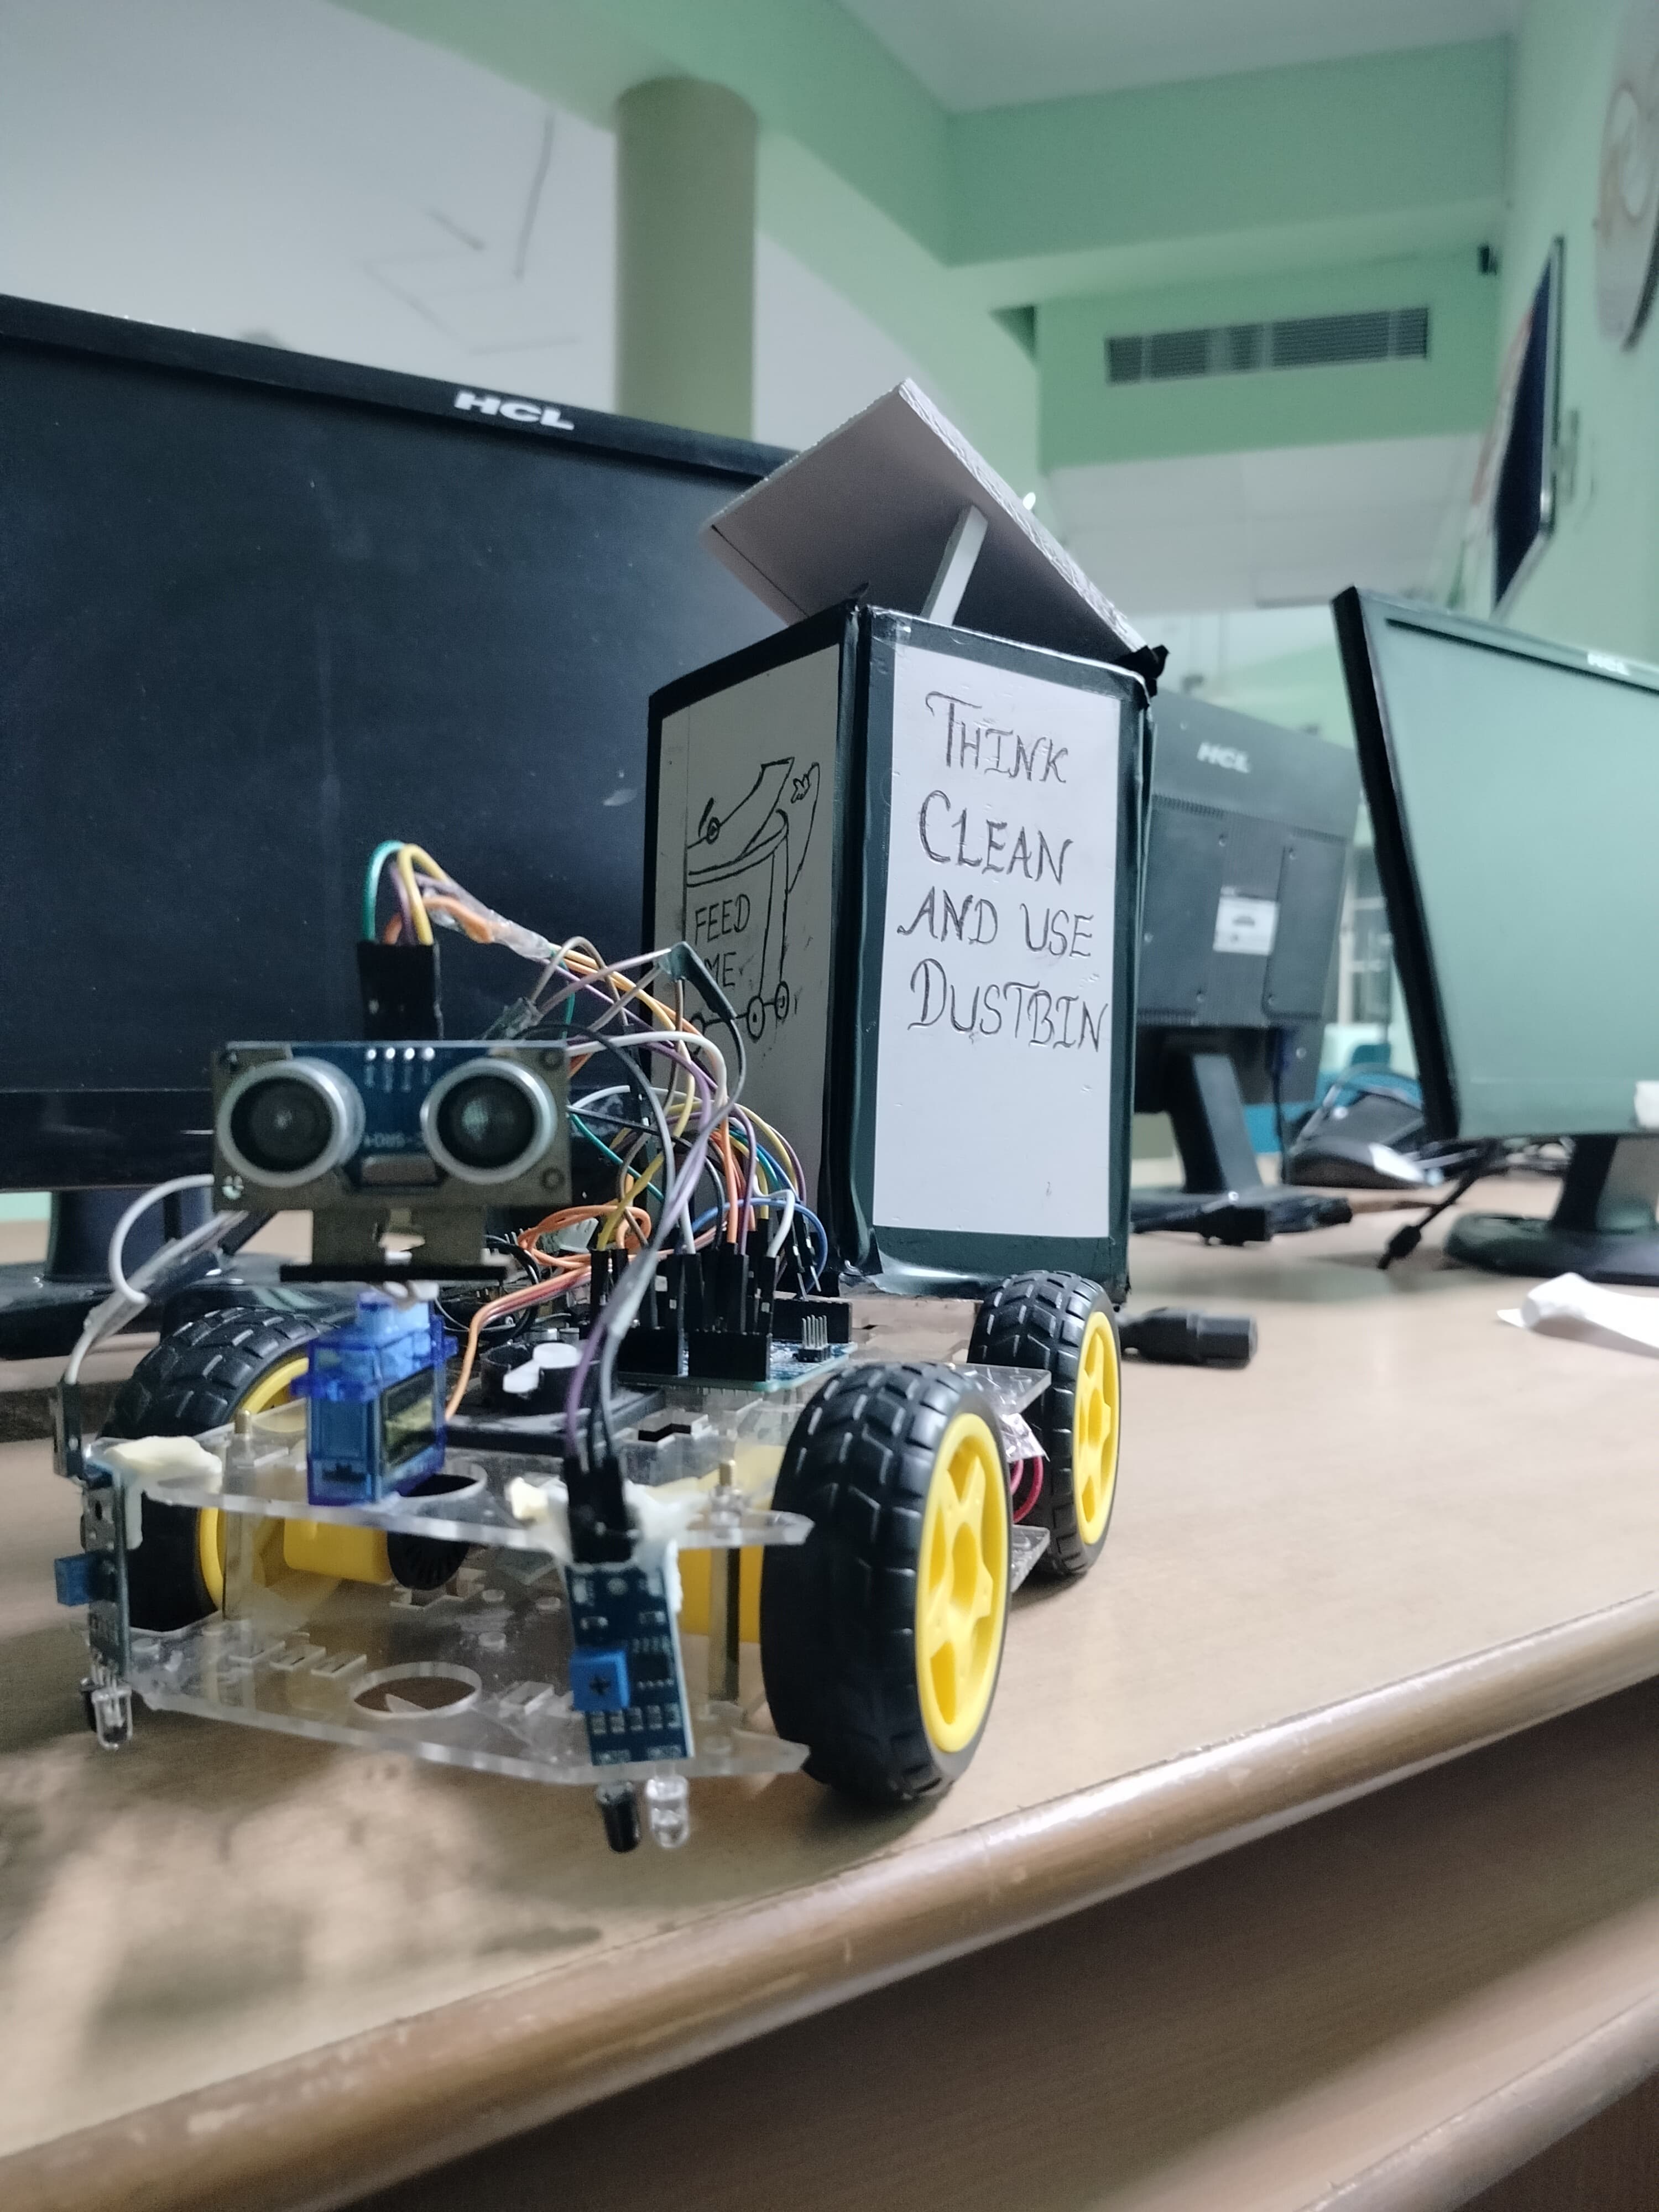 HCL
THINK
CLEAN
AND USE
DUSTBIN
FEED
ME
HCL
HCL